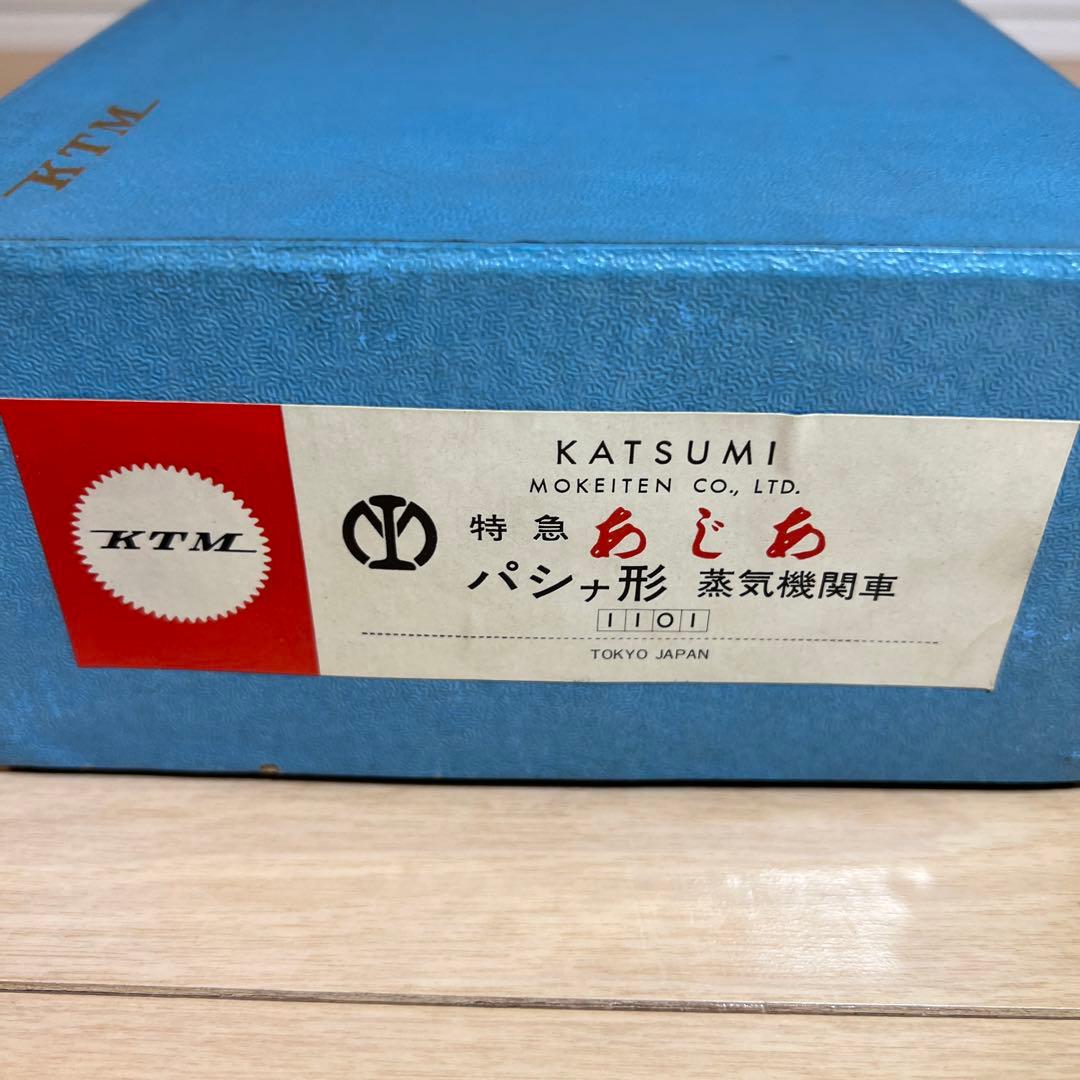 KTM
KTM
KATSUMI
MOKEITEN CO., LTD.
特急 あじあ
パシナ形 蒸気機関車
1101
TOKYO JAPAN